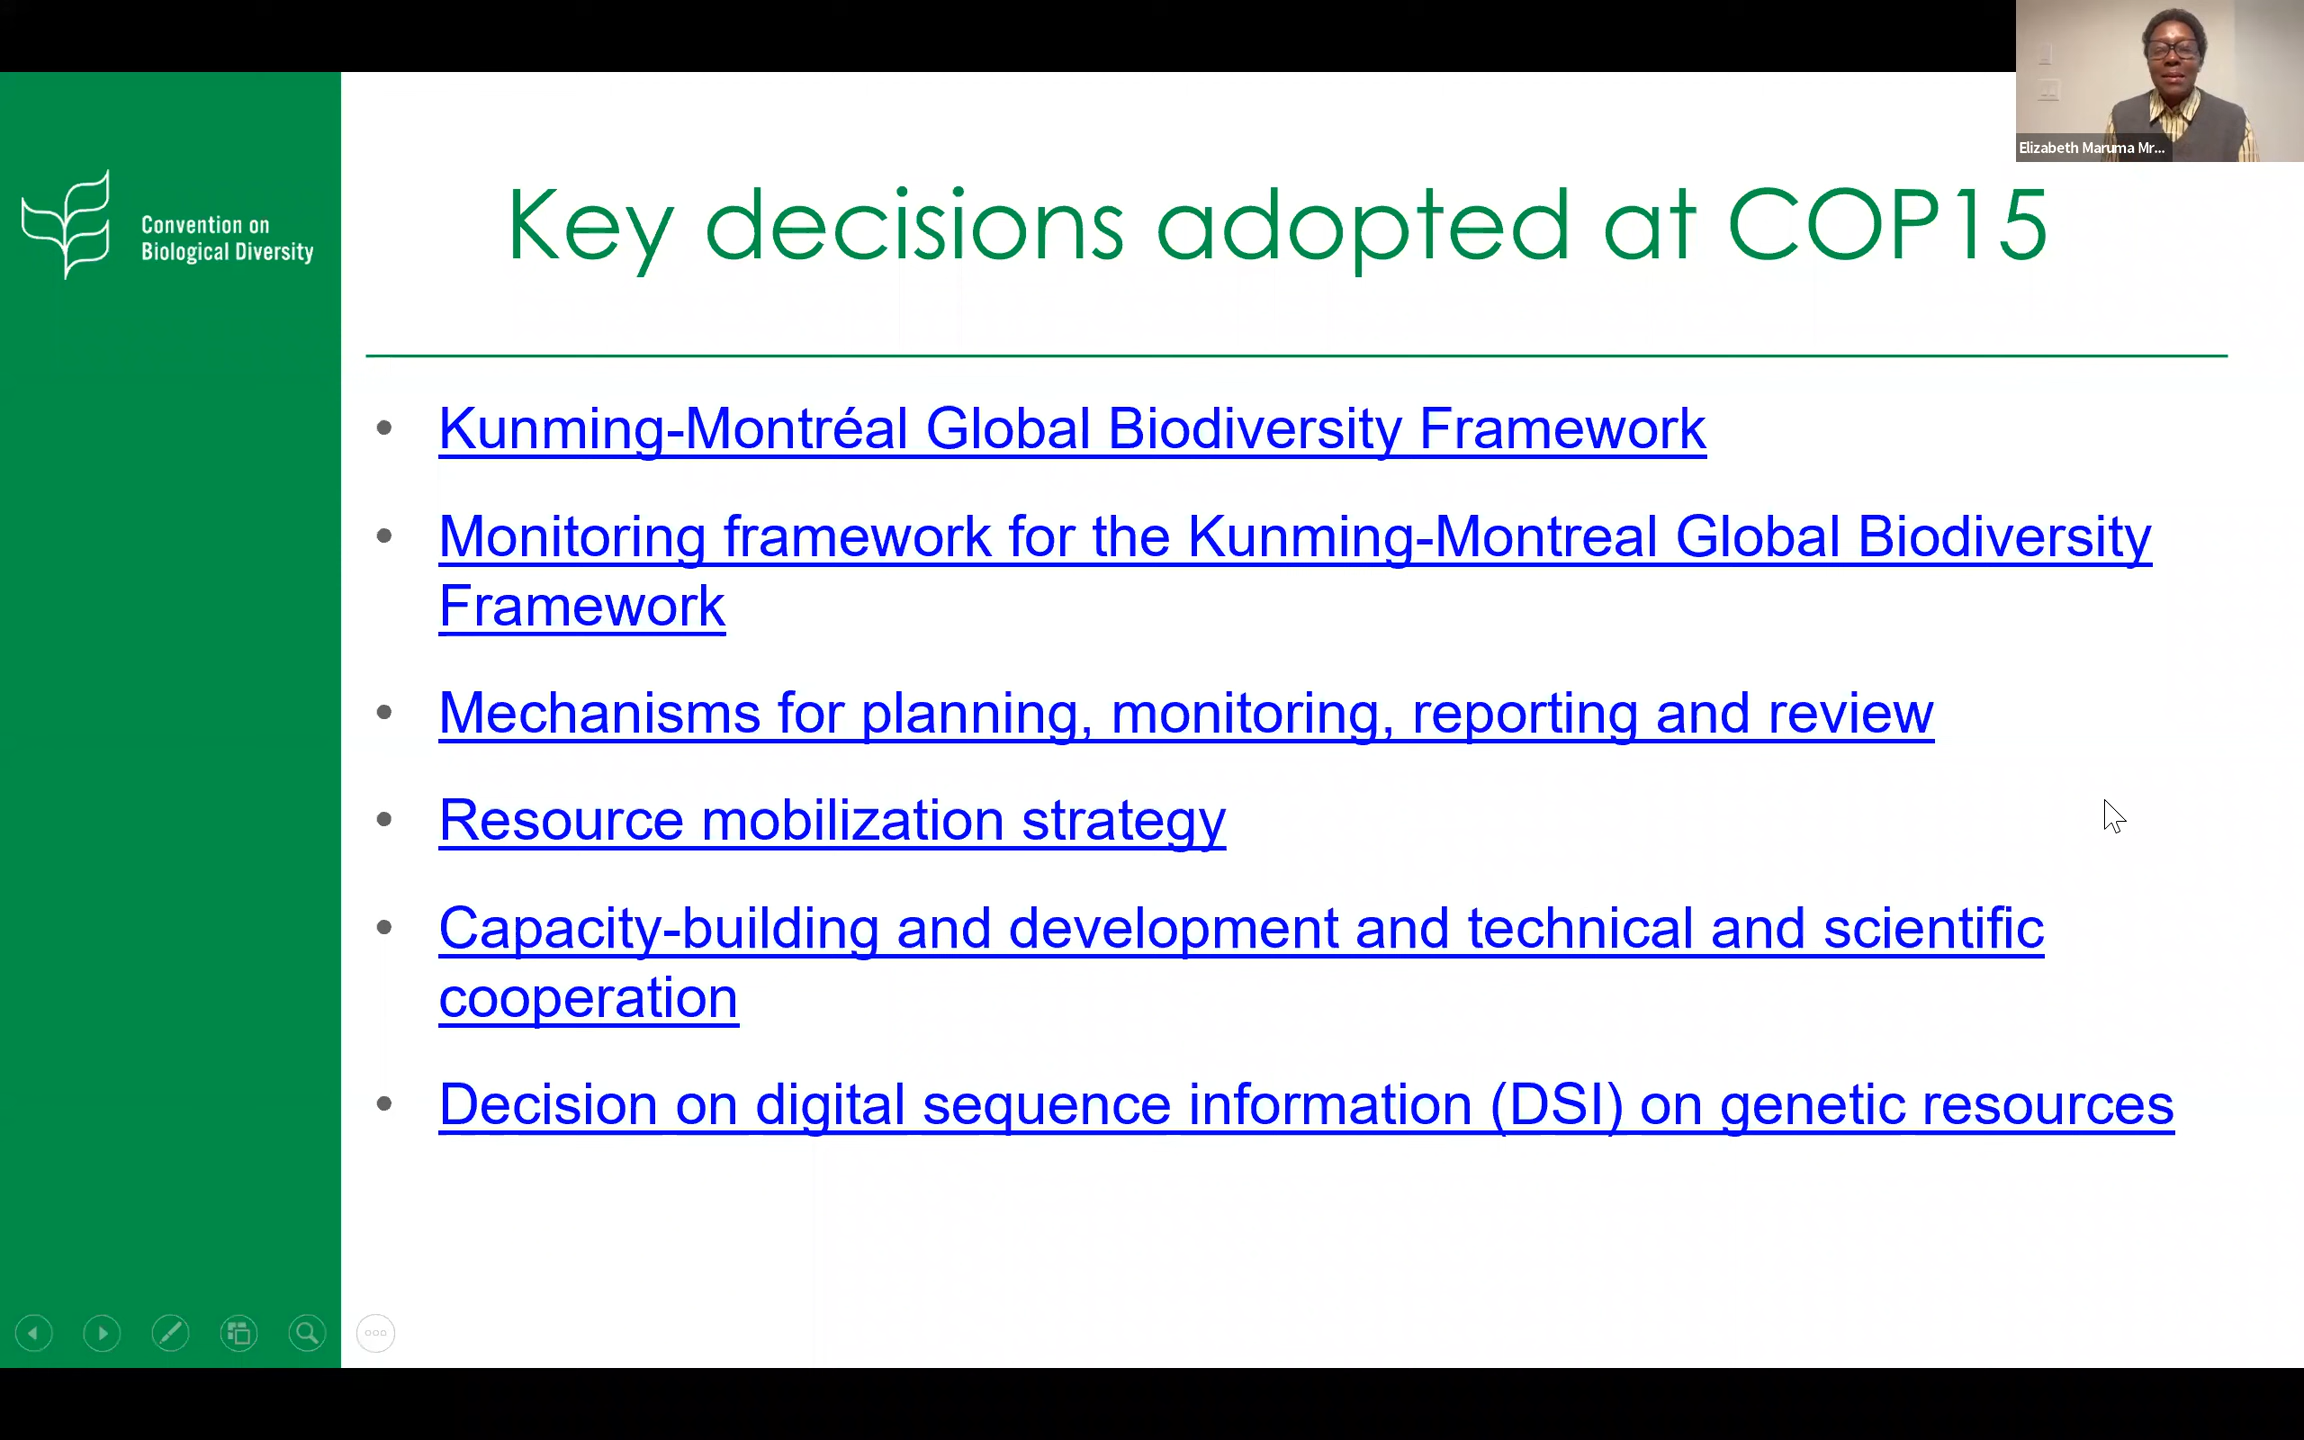 Elizabeth Maruma Mr...
Convention on
Biological Diversity
Key decisions adopted at COP15
• Kunming-Montréal Global Biodiversity Framework
• Monitoring framework for the Kunming-Montreal Global Biodiversity
Framework
• Mechanisms for planning, monitoring, reporting and review
• Resource mobilization strategy
• Capacity-building and development and technical and scientific
cooperation
• Decision on digital sequence information (DSI) on genetic resources